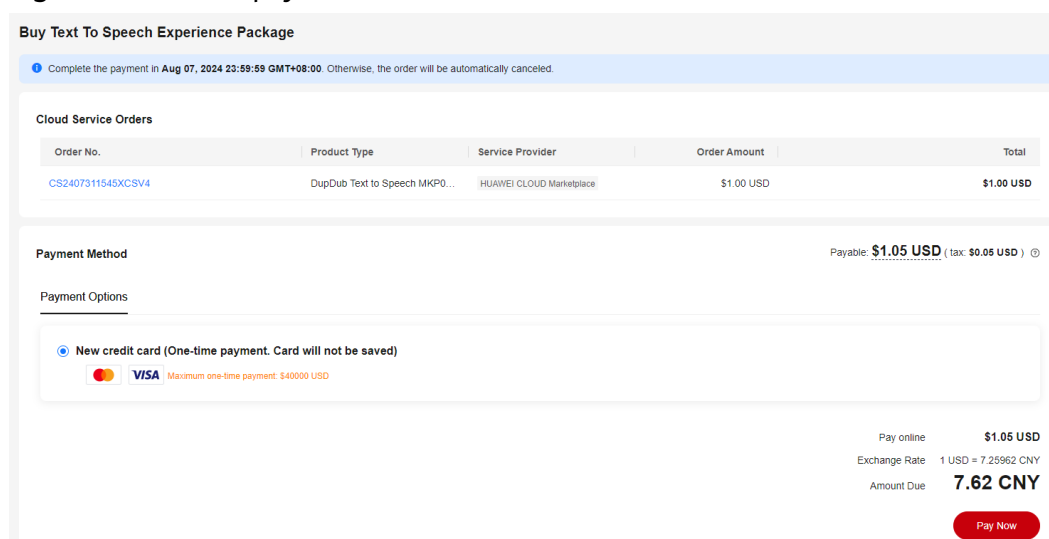 Buy Text To Speech Experience Package
Complete the payment in Aug 07, 2024 23:59:59 GMT+08:00. Otherwise, the order will be automatically canceled.
Cloud Service Orders
Order No. Product Type Service Provider Order Amount Total
CS2407311545XCSV4 DupDub Text to Speech MKP0... HUAWEI CLOUD Marketplace $1.00 USD $1.00 USD
Payment Method Payable: $1.05 USD ( tax: $0.05 USD )
Payment Options
New credit card (One-time payment. Card will not be saved)
VISA Maximum one-time payment: $40000 USD
Pay online $1.05 USD
Exchange Rate 1 USD = 7.25962 CNY
Amount Due 7.62 CNY
Pay Now